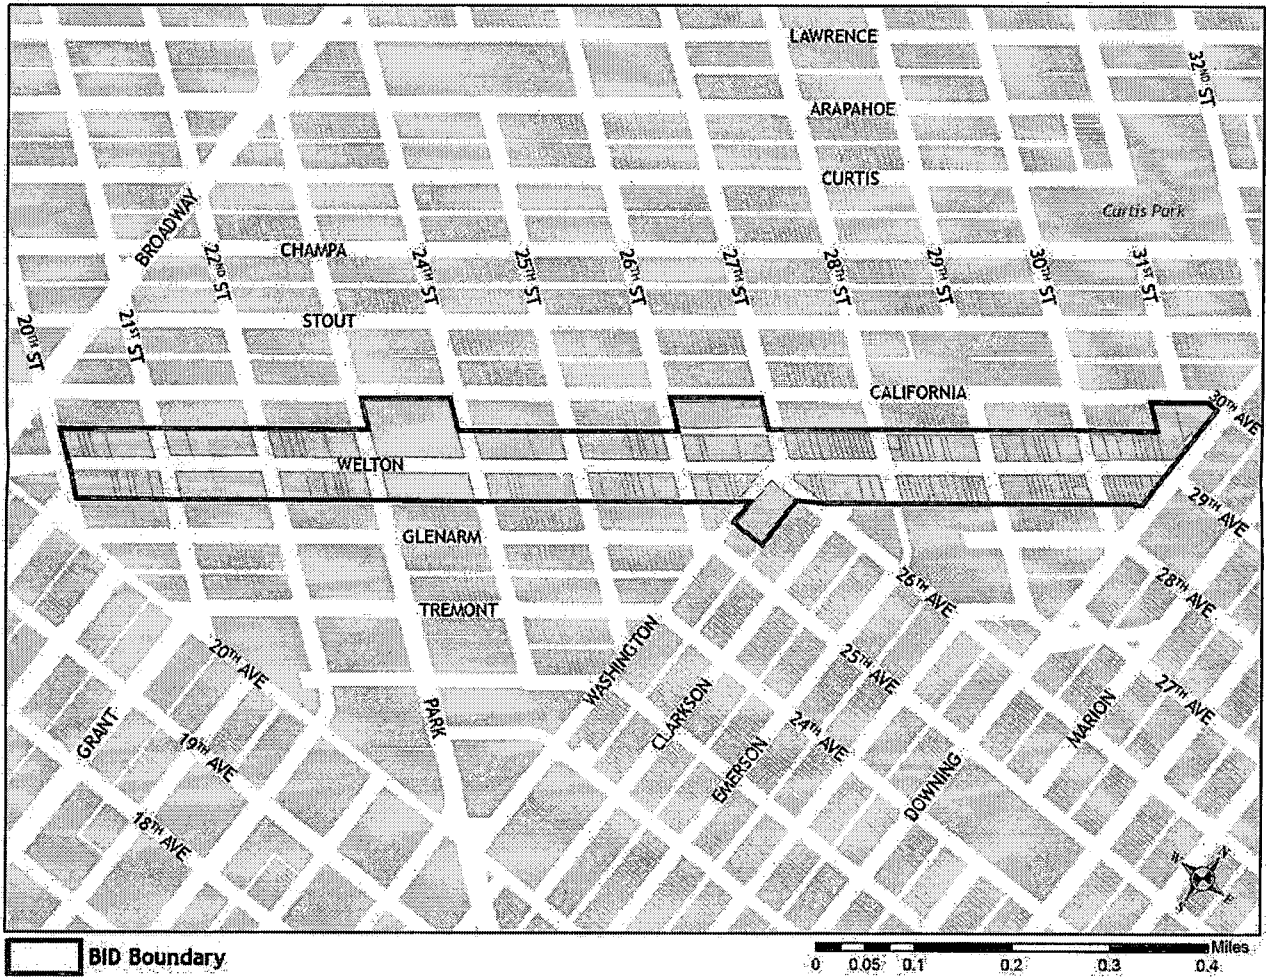 LAWRENCE
32ND ST
ARAPAHOE
CURTIS
Curtis Park
BROADWAY
CHAMPA
22ND ST
24TH ST
25TH ST
26TH ST
27TH ST
28TH ST
29TH ST
30TH ST
31ST ST
20TH ST
21ST ST
STOUT
CALIFORNIA
30TH AVE
WELTON
29TH AVE
GLENARM
26TH AVE
28TH AVE
TREMONT
20TH AVE
WASHINGTON
25TH AVE
27TH AVE
GRANT
PARK
CLARKSON
MARION
19TH AVE
EMERSON
24TH AVE
DOWNING
18TH AVE
N
W
E
S
BID Boundary
Miles
0 0.05 0.1 0.2 0.3 0.4